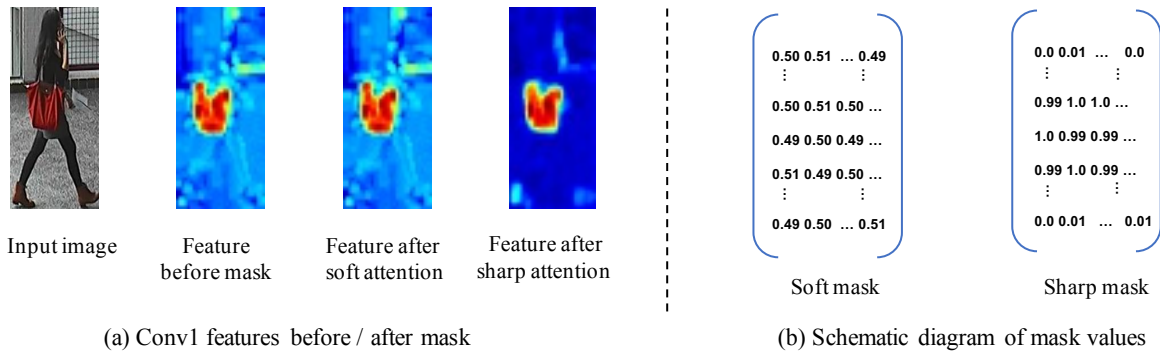 Input image
Feature
before mask
Feature after
soft attention
Feature after
sharp attention
(a) Conv1 features before / after mask
0.50 0.51 ... 0.49
⋮ ⋮
0.50 0.51 0.50 ...
0.49 0.50 0.49 ...
0.51 0.49 0.50 ...
⋮ ⋮
0.49 0.50 ... 0.51
Soft mask
0.0 0.01 ... 0.0
⋮ ⋮
0.99 1.0 1.0 ...
1.0 0.99 0.99 ...
0.99 1.0 0.99 ...
⋮ ⋮
0.0 0.01 ... 0.01
Sharp mask
(b) Schematic diagram of mask values